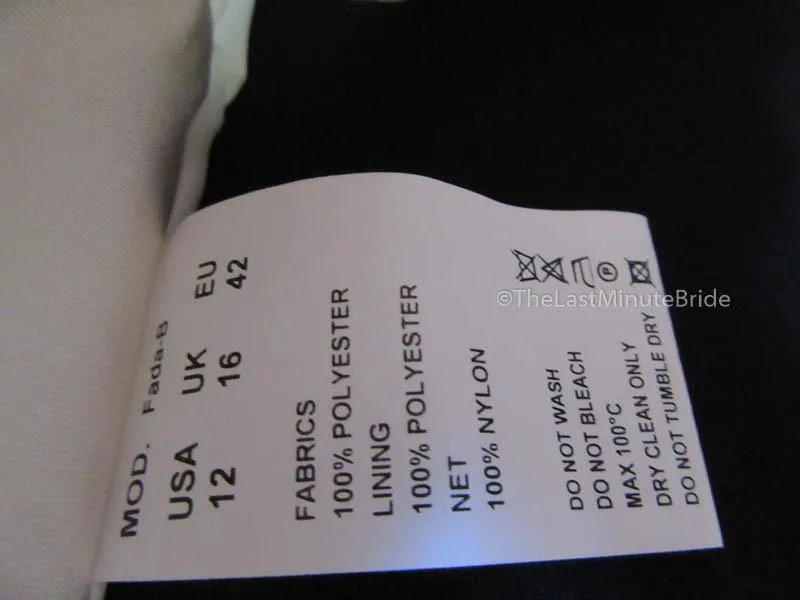 MOD. Fada-B
USA UK EU
12 16 42
FABRICS
100% POLYESTER
LINING
100% POLYESTER
NET
100% NYLON
DO NOT WASH
DO NOT BLEACH
MAX 100°C
DRY CLEAN ONLY
DO NOT TUMBLE DRY
P
©TheLastMinuteBride